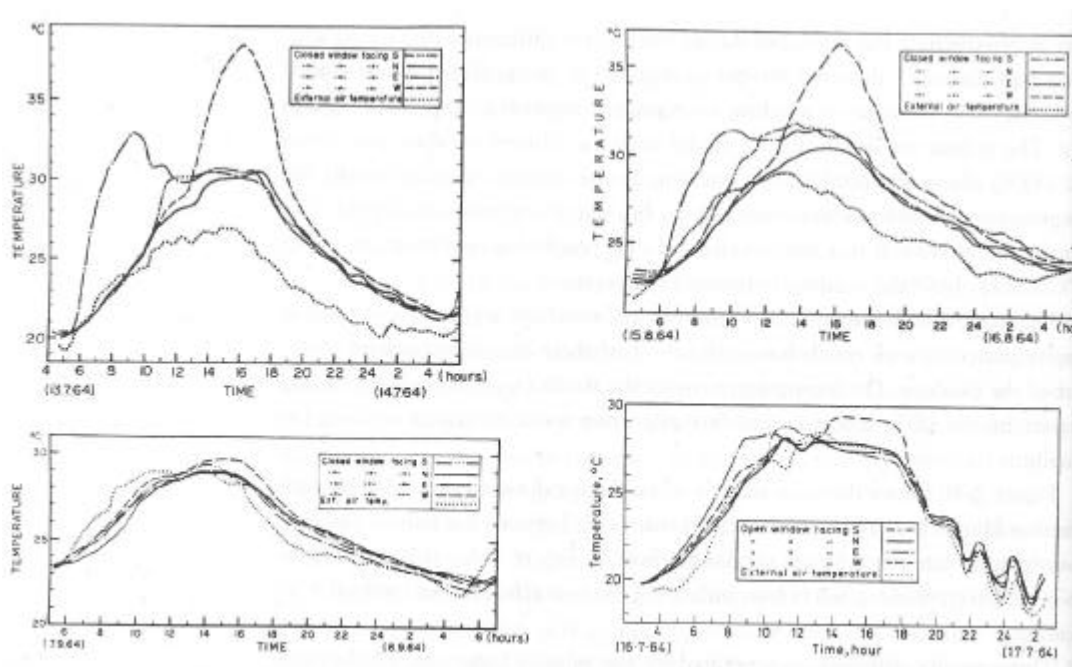 °C
35
30
25
20
TEMPERATURE
Closed window facing S
N
E
W
External air temperature
4 6 8 10 12 14 16 18 20 22 24 2 4 (hours)
(13.7.64) TIME (14.7.64)
°C
35
30
25
TEMPERATURE
Closed window facing S
N
E
W
External air temperature
6 8 10 12 14 16 18 20 22 24 2 4 (h
(15.8.64) TIME (16.8.64)
°C
30
25
20
TEMPERATURE
Closed window facing S
N
E
W
Ext. air Temp.
6 8 10 12 14 16 18 20 22 24 2 4 6 (hours)
TIME (8.9.64)
30
25
20
Temperature, °C
Open window facing S
N
E
W
External air temperature
4 6 8 10 11 14 16 18 20 22 24 2 6
(16·7·64) Time, hour (17·7·64)